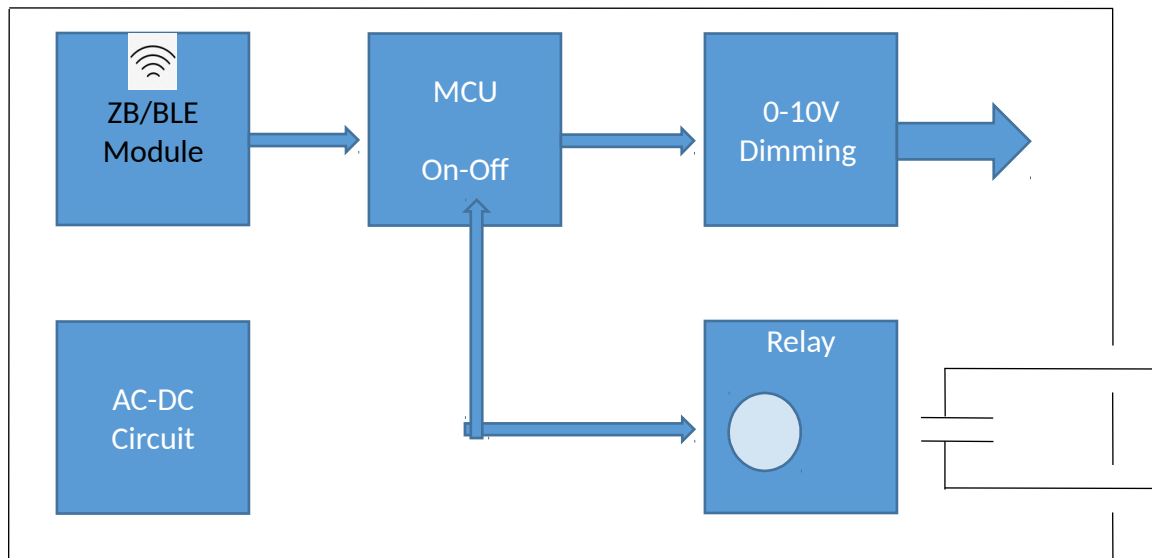 ZB/BLE
Module
MCU
On-Off
0-10V
Dimming
AC-DC
Circuit
Relay